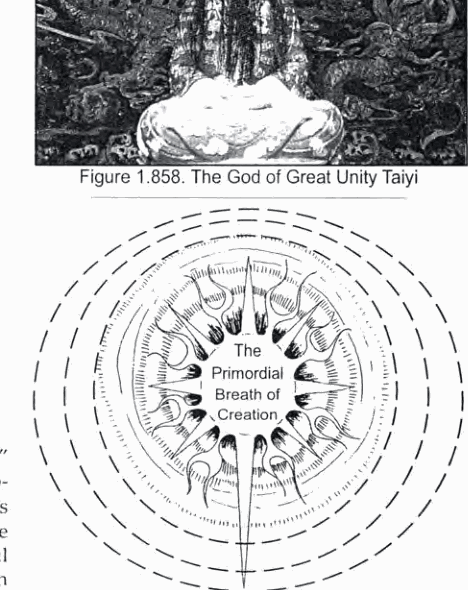 Figure 1.858. The God of Great Unity Taiyi
The
Primordial
Breath of
Creation
"
-
s
e
l
n